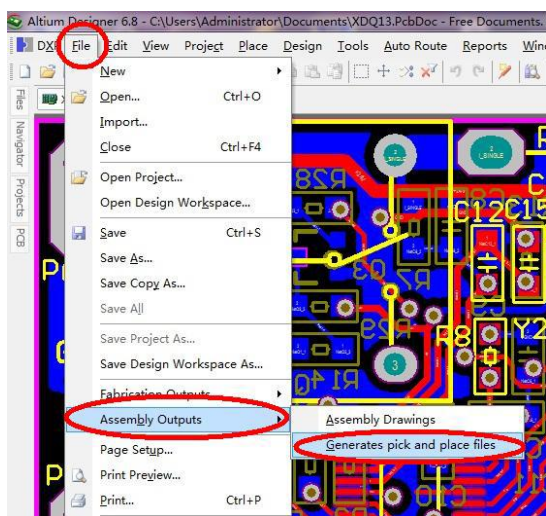 Altium Designer 6.8 - C:\Users\Administrator\Documents\XDQ13.PcbDoc - Free Documents.
DXP File Edit View Project Place Design Tools Auto Route Reports
Files
Navigator
Projects
PCB
New
Open... Ctrl+O
Import...
Close Ctrl+F4
Open Project...
Open Design Workspace...
Save Ctrl+S
Save As...
Save Copy As...
Save All
Save Project As...
Save Design Workspace As...
Fabrication Outputs
Assembly Outputs
Page Setup...
Print Preview...
Print... Ctrl+P
Assembly Drawings
Generates pick and place files
R28
C12
C15
Q3
R7
R29
R8
Y2
R14
3
C10